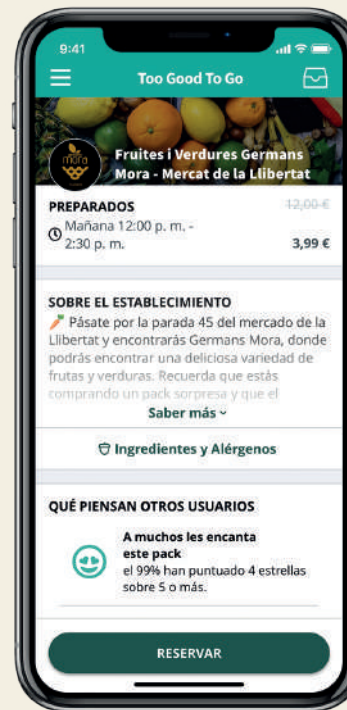 9:41
Too Good To Go
mora
Fruites i Verdures Germans
Mora - Mercat de la Llibertat
PREPARADOS
12,00 €
Mañana 12:00 p. m. -
2:30 p. m.
3,99 €
SOBRE EL ESTABLECIMIENTO
🥕 Pásate por la parada 45 del mercado de la
Llibertat y encontrarás Germans Mora, donde
podrás encontrar una deliciosa variedad de
frutas y verduras. Recuerda que estás
comprando un pack sorpresa y que el
Saber más
Ingredientes y Alérgenos
QUÉ PIENSAN OTROS USUARIOS
A muchos les encanta
este pack
el 99% han puntuado 4 estrellas
sobre 5 o más.
RESERVAR